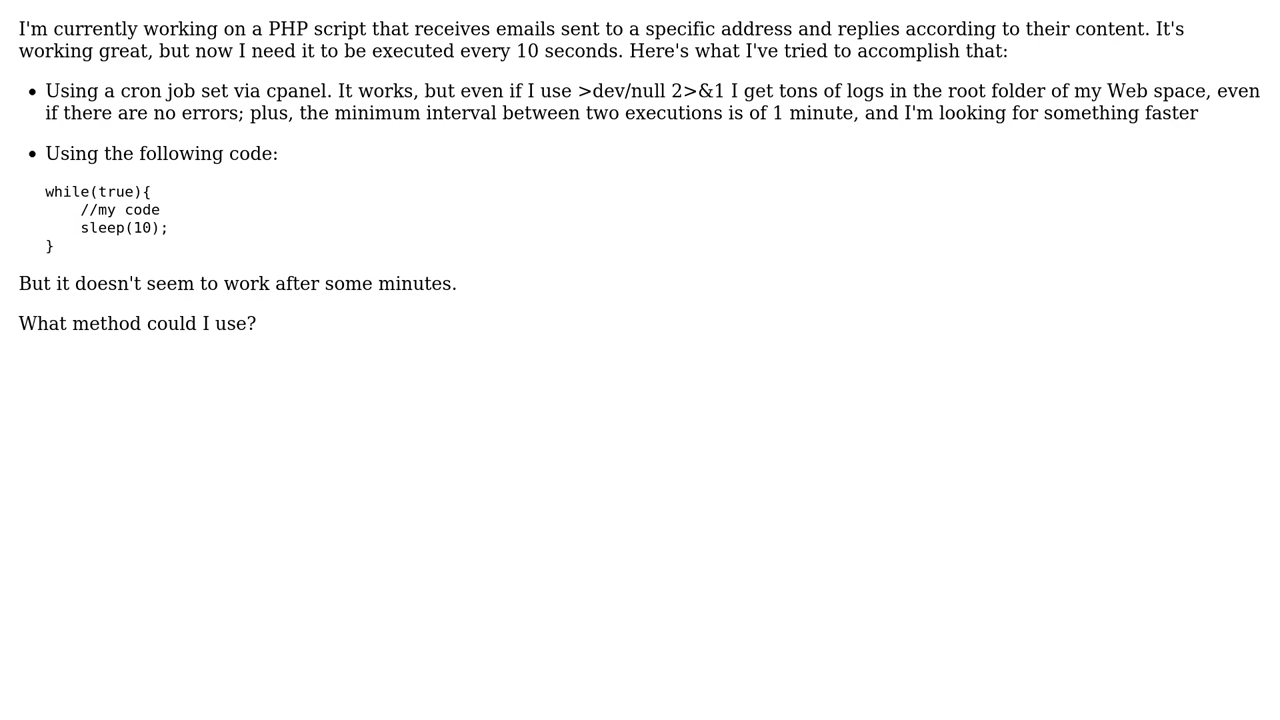 I'm currently working on a PHP script that receives emails sent to a specific address and replies according to their content. It's
working great, but now I need it to be executed every 10 seconds. Here's what I've tried to accomplish that:
• Using a cron job set via cpanel. It works, but even if I use >dev/null 2>&1 I get tons of logs in the root folder of my Web space, even
if there are no errors; plus, the minimum interval between two executions is of 1 minute, and I'm looking for something faster
• Using the following code:
while(true){
    //my code
    sleep(10);
}
But it doesn't seem to work after some minutes.
What method could I use?